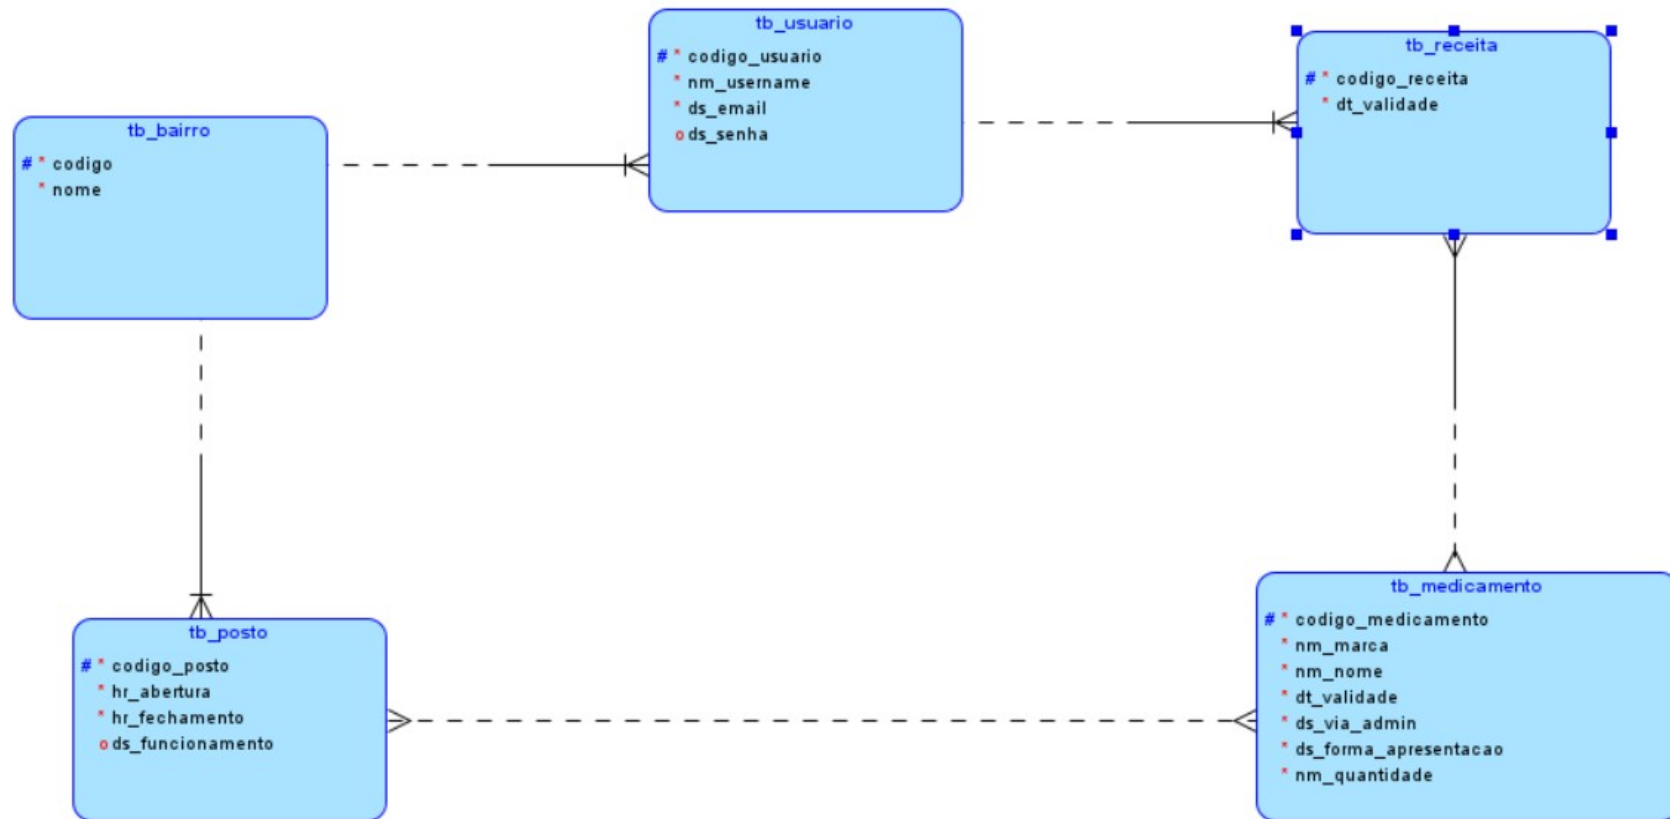 tb_bairro
# * codigo
* nome
tb_usuario
# * codigo_usuario
* nm_username
* ds_email
o ds_senha
tb_receita
# * codigo_receita
* dt_validade
tb_posto
# * codigo_posto
* hr_abertura
* hr_fechamento
o ds_funcionamento
tb_medicamento
# * codigo_medicamento
* nm_marca
* nm_nome
* dt_validade
* ds_via_admin
* ds_forma_apresentacao
* nm_quantidade